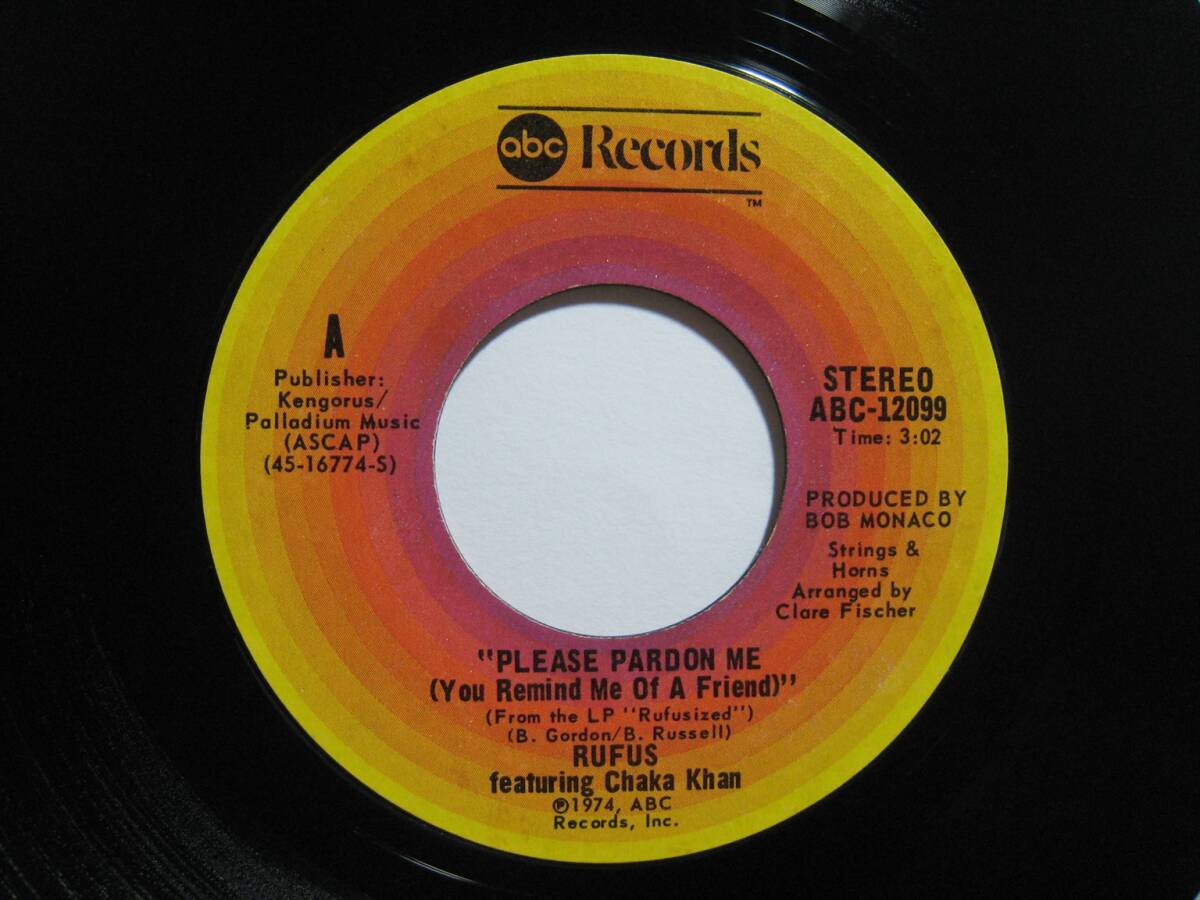 abc Records
TM
A
Publisher:
Kengorus/
Palladium Music
(ASCAP)
(45-16774-S)
STEREO
ABC-12099
Time: 3:02
PRODUCED BY
BOB MONACO
Strings &
Horns
Arranged by
Clare Fischer
"PLEASE PARDON ME
(You Remind Me Of A Friend)"
(From the LP "Rufusized")
(B. Gordon/B. Russell)
RUFUS
featuring Chaka Khan
℗1974, ABC
Records, Inc.